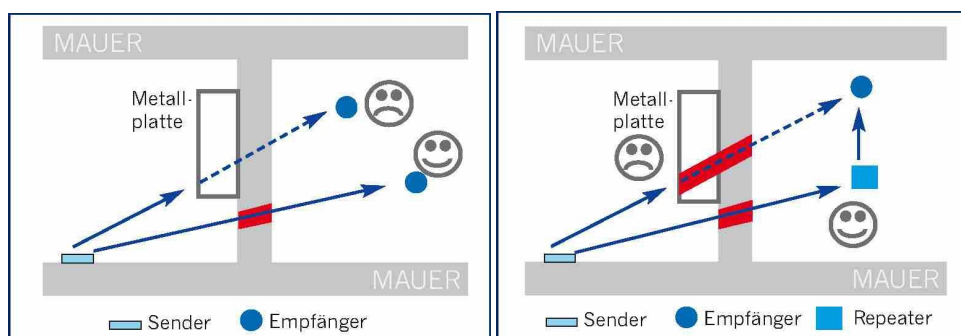 MAUER
Metall-
platte
MAUER
Sender
Empfänger
MAUER
Metall-
platte
MAUER
Sender
Empfänger
Repeater